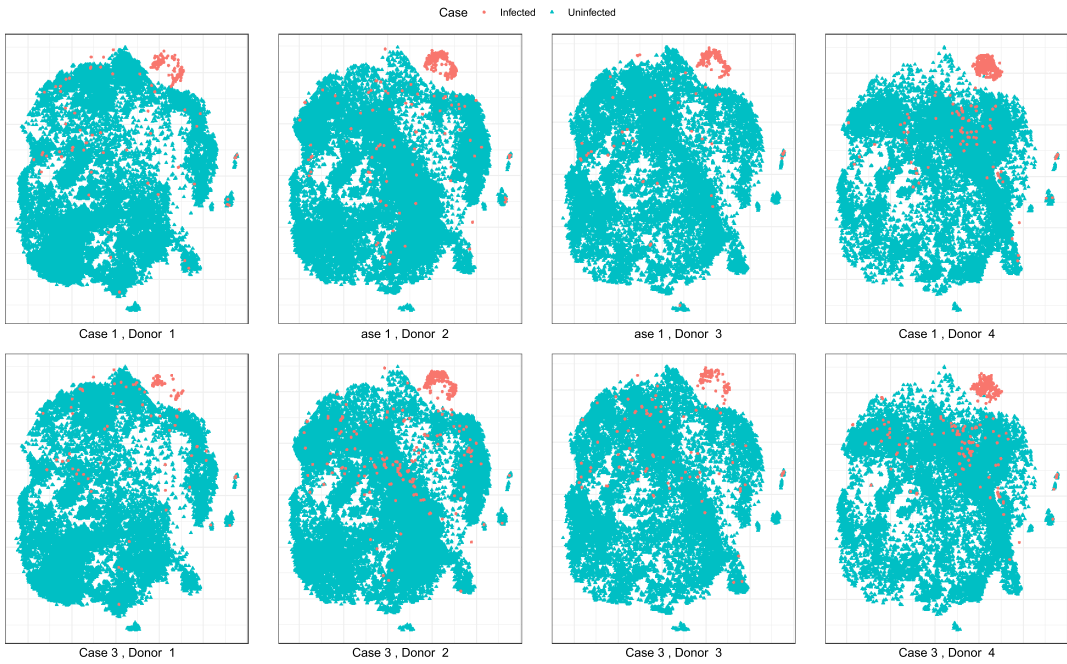 Case Infected Uninfected
Case 1 , Donor 1
ase 1 , Donor 2
ase 1 , Donor 3
Case 1 , Donor 4
Case 3 , Donor 1
Case 3 , Donor 2
Case 3 , Donor 3
Case 3 , Donor 4